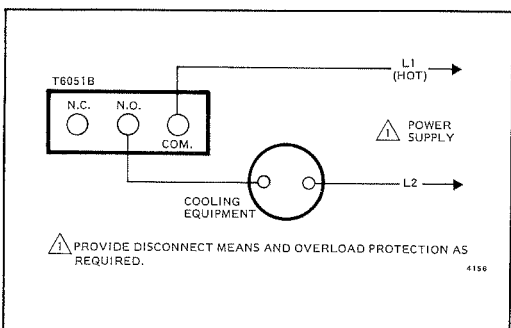 L1
(HOT)
T6051B
N.C. N.O.
COM.
1 POWER
SUPPLY
L2
COOLING
EQUIPMENT
1 PROVIDE DISCONNECT MEANS AND OVERLOAD PROTECTION AS
REQUIRED.
4156